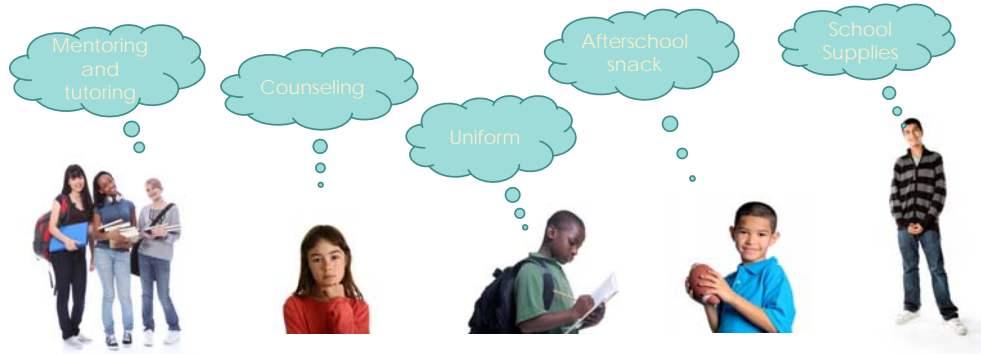 Mentoring
and
tutoring
Counseling
Uniform
Afterschool
snack
School
Supplies